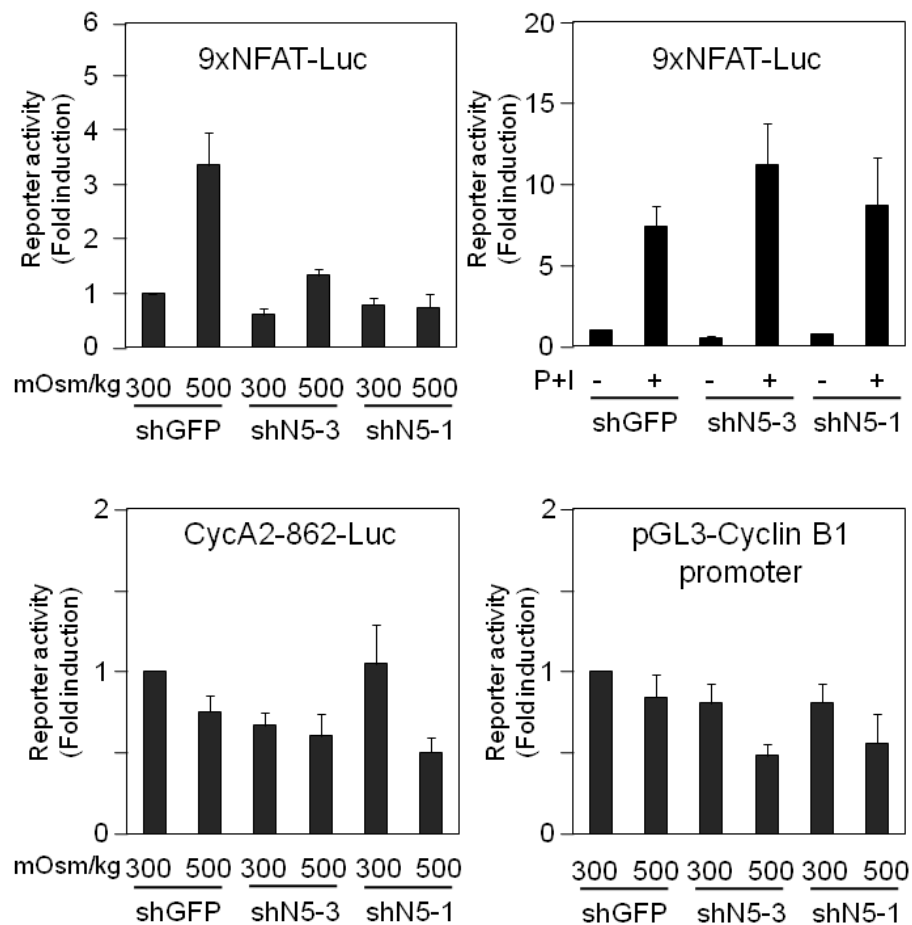 9xNFAT-Luc
Reporter activity
(Fold induction)
6
5
4
3
2
1
0
mOsm/kg 300 500 300 500 300 500
shGFP shN5-3 shN5-1
9xNFAT-Luc
Reporter activity
(Fold induction)
20
15
10
5
0
P+I - + - + - +
shGFP shN5-3 shN5-1
CycA2-862-Luc
Reporter activity
(Fold induction)
2
1
0
mOsm/kg 300 500 300 500 300 500
shGFP shN5-3 shN5-1
pGL3-Cyclin B1
promoter
Reporter activity
(Fold induction)
2
1
0
300 500 300 500 300 500
shGFP shN5-3 shN5-1